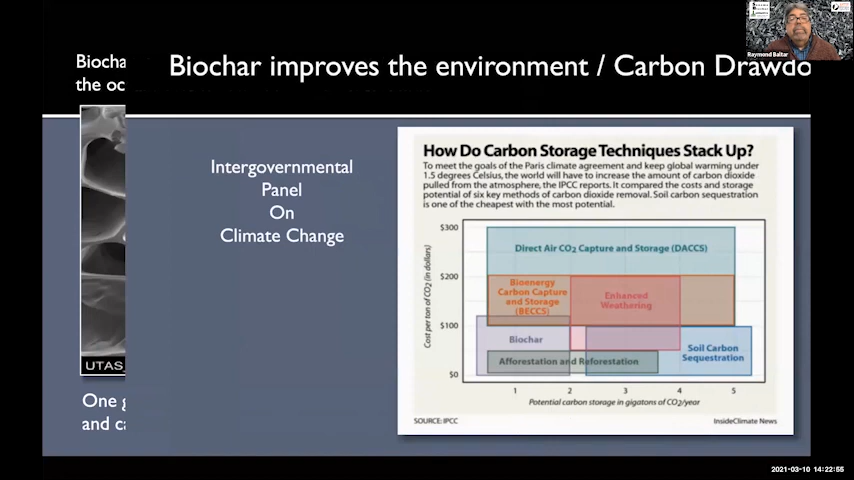 Biocha
the oc
Biochar improves the environment / Carbon Drawdo
Raymond Baltar
Intergovernmental
Panel
On
Climate Change
How Do Carbon Storage Techniques Stack Up?
To meet the goals of the Paris climate agreement and keep global warming under
1.5 degrees Celsius, the world will have to increase the amount of carbon dioxide
pulled from the atmosphere, the IPCC reports. It compared the costs and storage
potential of six key methods of carbon dioxide removal. Soil carbon sequestration
is one of the cheapest with the most potential.
Cost per ton of CO2 (in dollars)
$300
$200
$100
$0
Direct Air CO2 Capture and Storage (DACCS)
Bioenergy
Carbon Capture
and Storage
(BECCS)
Enhanced
Weathering
Biochar
Soil Carbon
Sequestration
Afforestation and Reforestation
1 2 3 4 5
Potential carbon storage in gigatons of CO2/year
SOURCE: IPCC
InsideClimate News
UTAS
One g
and ca
2021-03-10 14:22:55